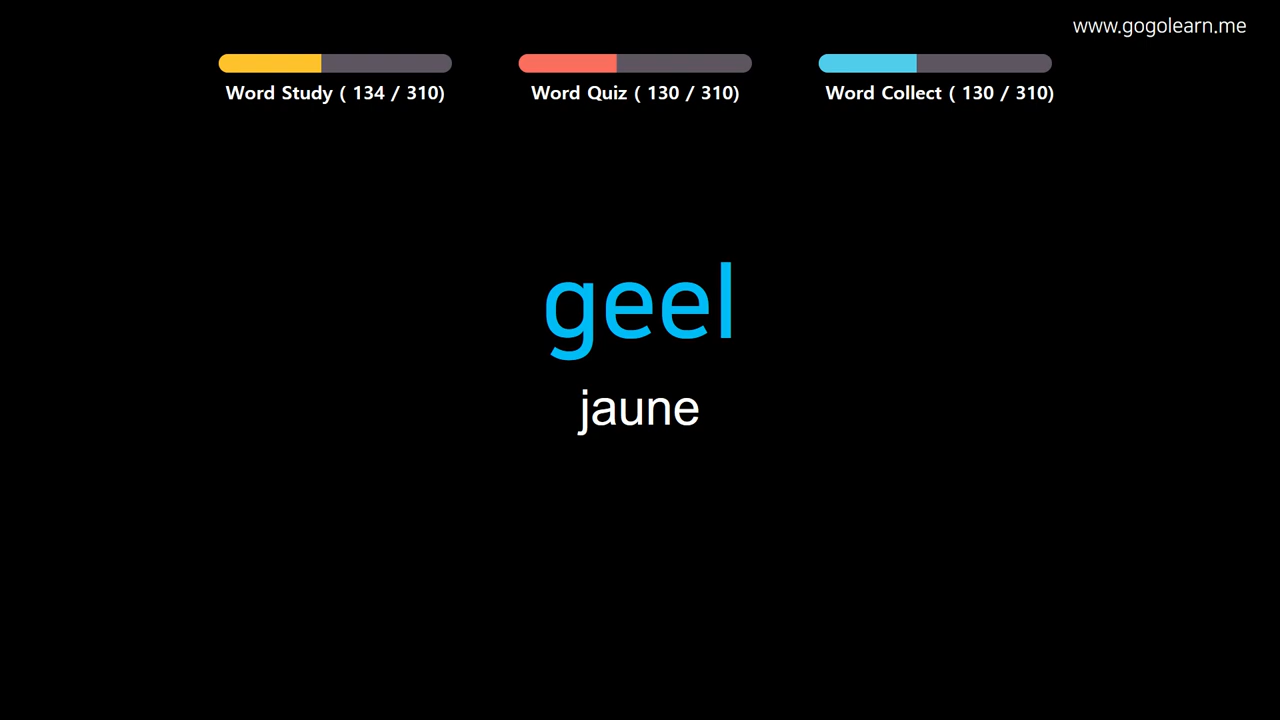 www.gogolearn.me
Word Study ( 134 / 310)
Word Quiz ( 130 / 310)
Word Collect ( 130 / 310)
geel
jaune